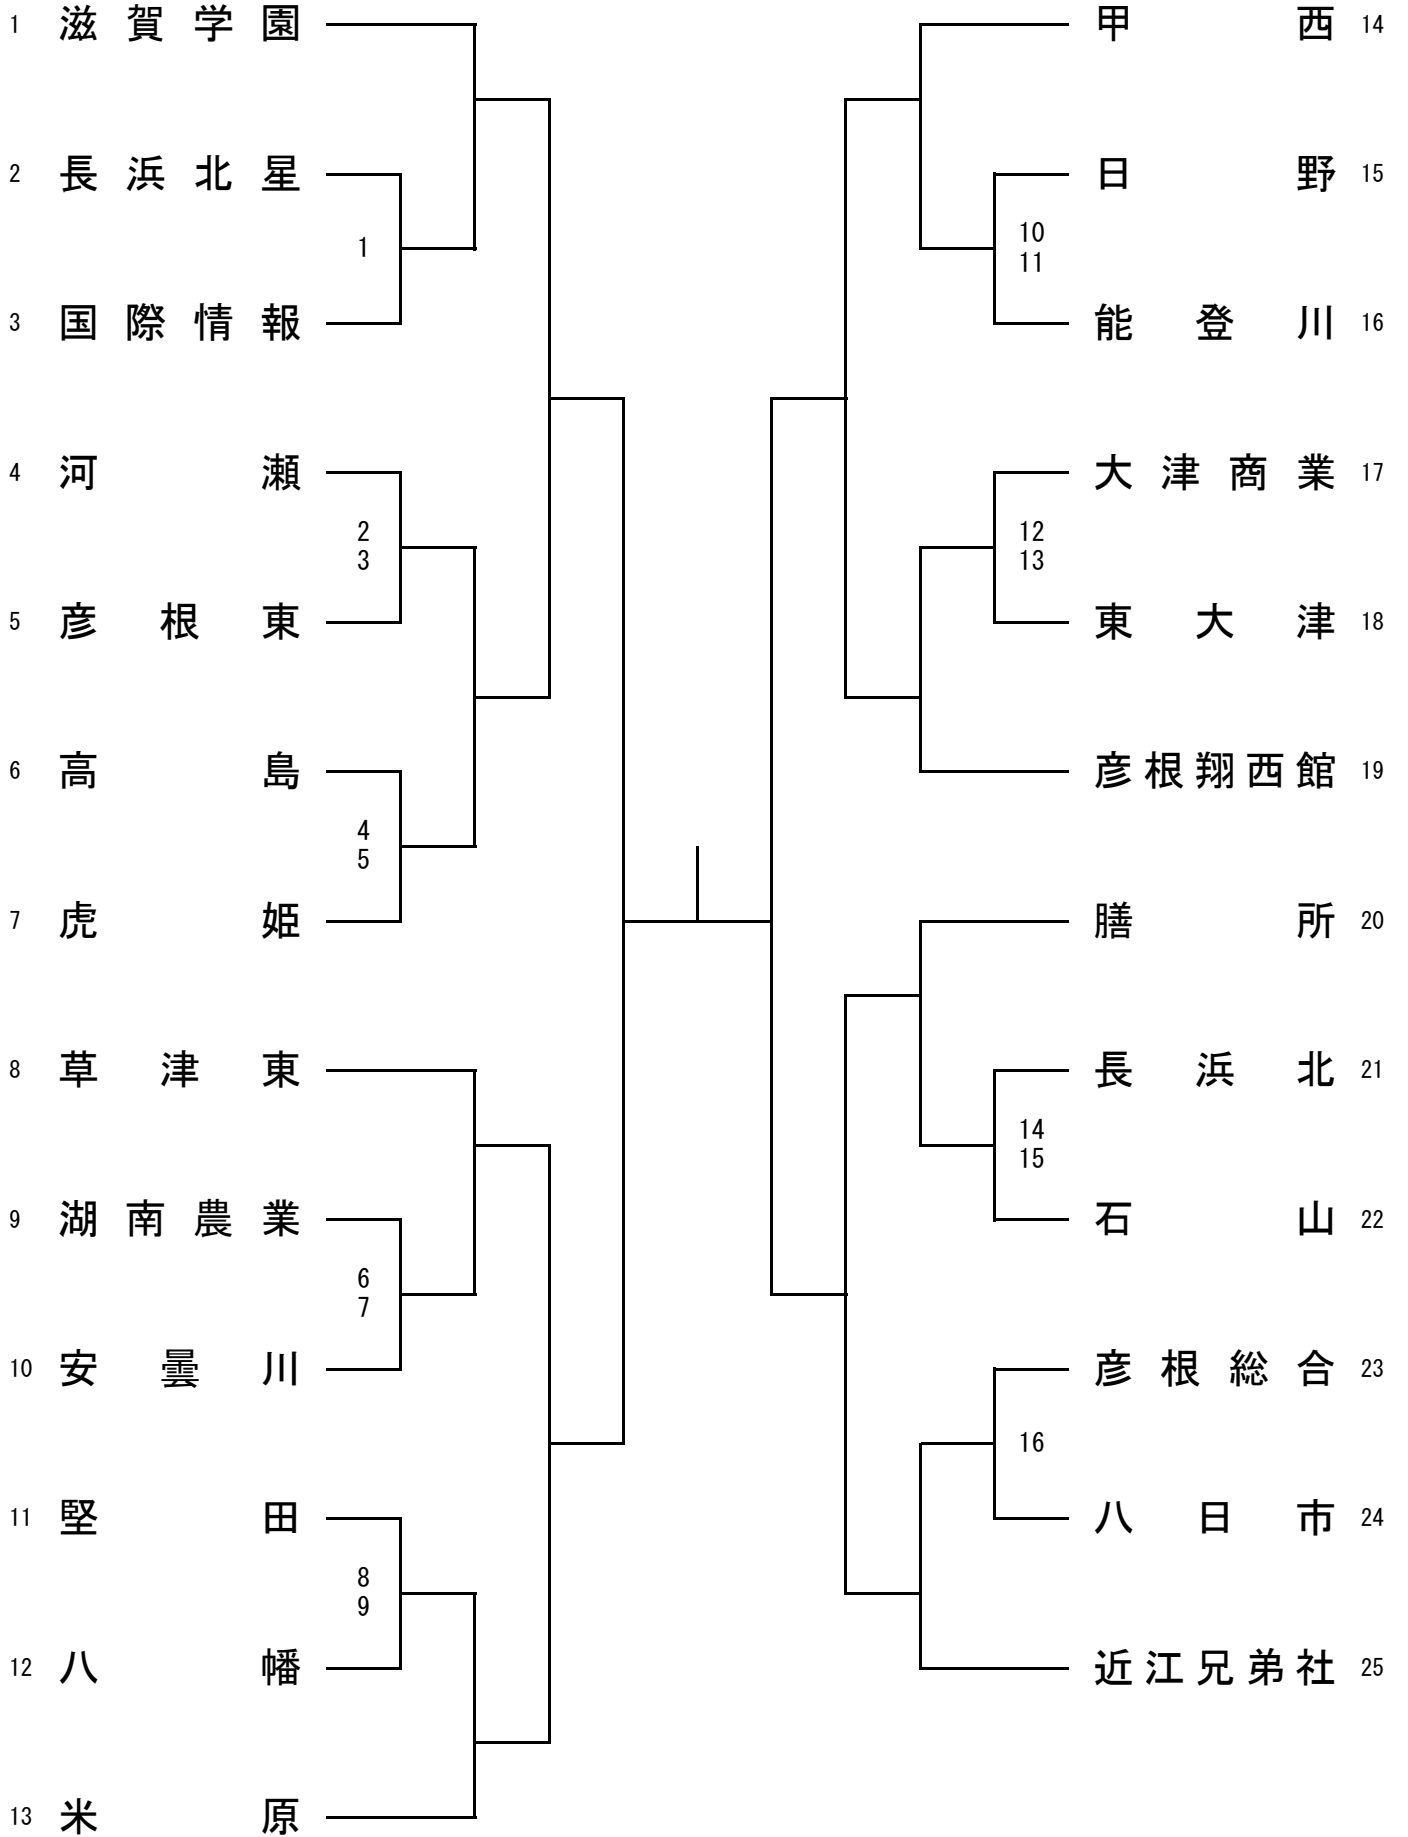 1 滋賀学園
2 長浜北星
1
3 国際情報
4 河瀬
2
3
5 彦根東
6 高島
4
5
7 虎姫
8 草津東
9 湖南農業
6
7
10 安曇川
11 堅田
8
9
12 八幡
13 米原
甲西 14
日野 15
10
11
能登川 16
大津商業 17
12
13
東大津 18
彦根翔西館 19
膳所 20
長浜北 21
14
15
石山 22
彦根総合 23
16
八日市 24
近江兄弟社 25